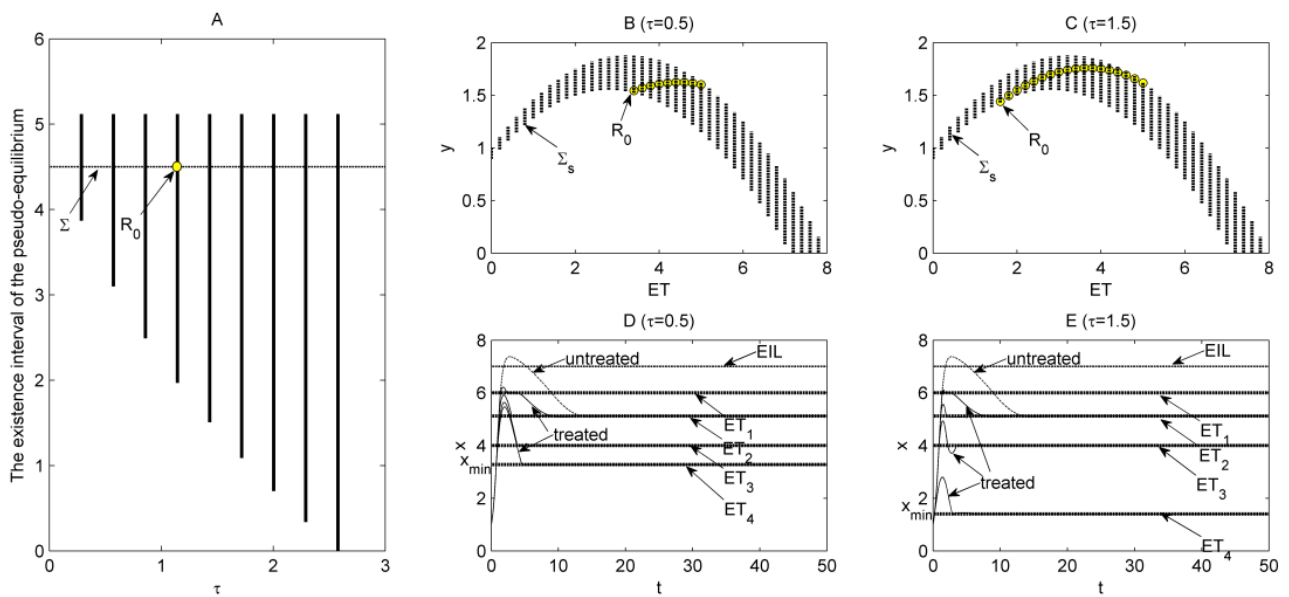 A
The existence interval of the pseudo-equilibrium
6
5
4
3
2
1
0
Σ
R0
0 1 2 3
τ
B (τ=0.5)
y
2
1.5
1
0.5
0
R0
Σs
0 2 4 6 8
ET
C (τ=1.5)
y
2
1.5
1
0.5
0
R0
Σs
0 2 4 6 8
ET
D (τ=0.5)
x
8
6
4
xmin
2
0
untreated
EIL
treated
ET1
ET2
ET3
ET4
0 10 20 30 40 50
t
E (τ=1.5)
x
8
6
4
2
xmin
0
untreated
EIL
treated
ET1
ET2
ET3
ET4
0 10 20 30 40 50
t